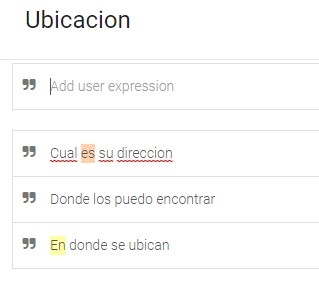 Ubicacion
Add user expression
Cual es su direccion
Donde los puedo encontrar
En donde se ubican